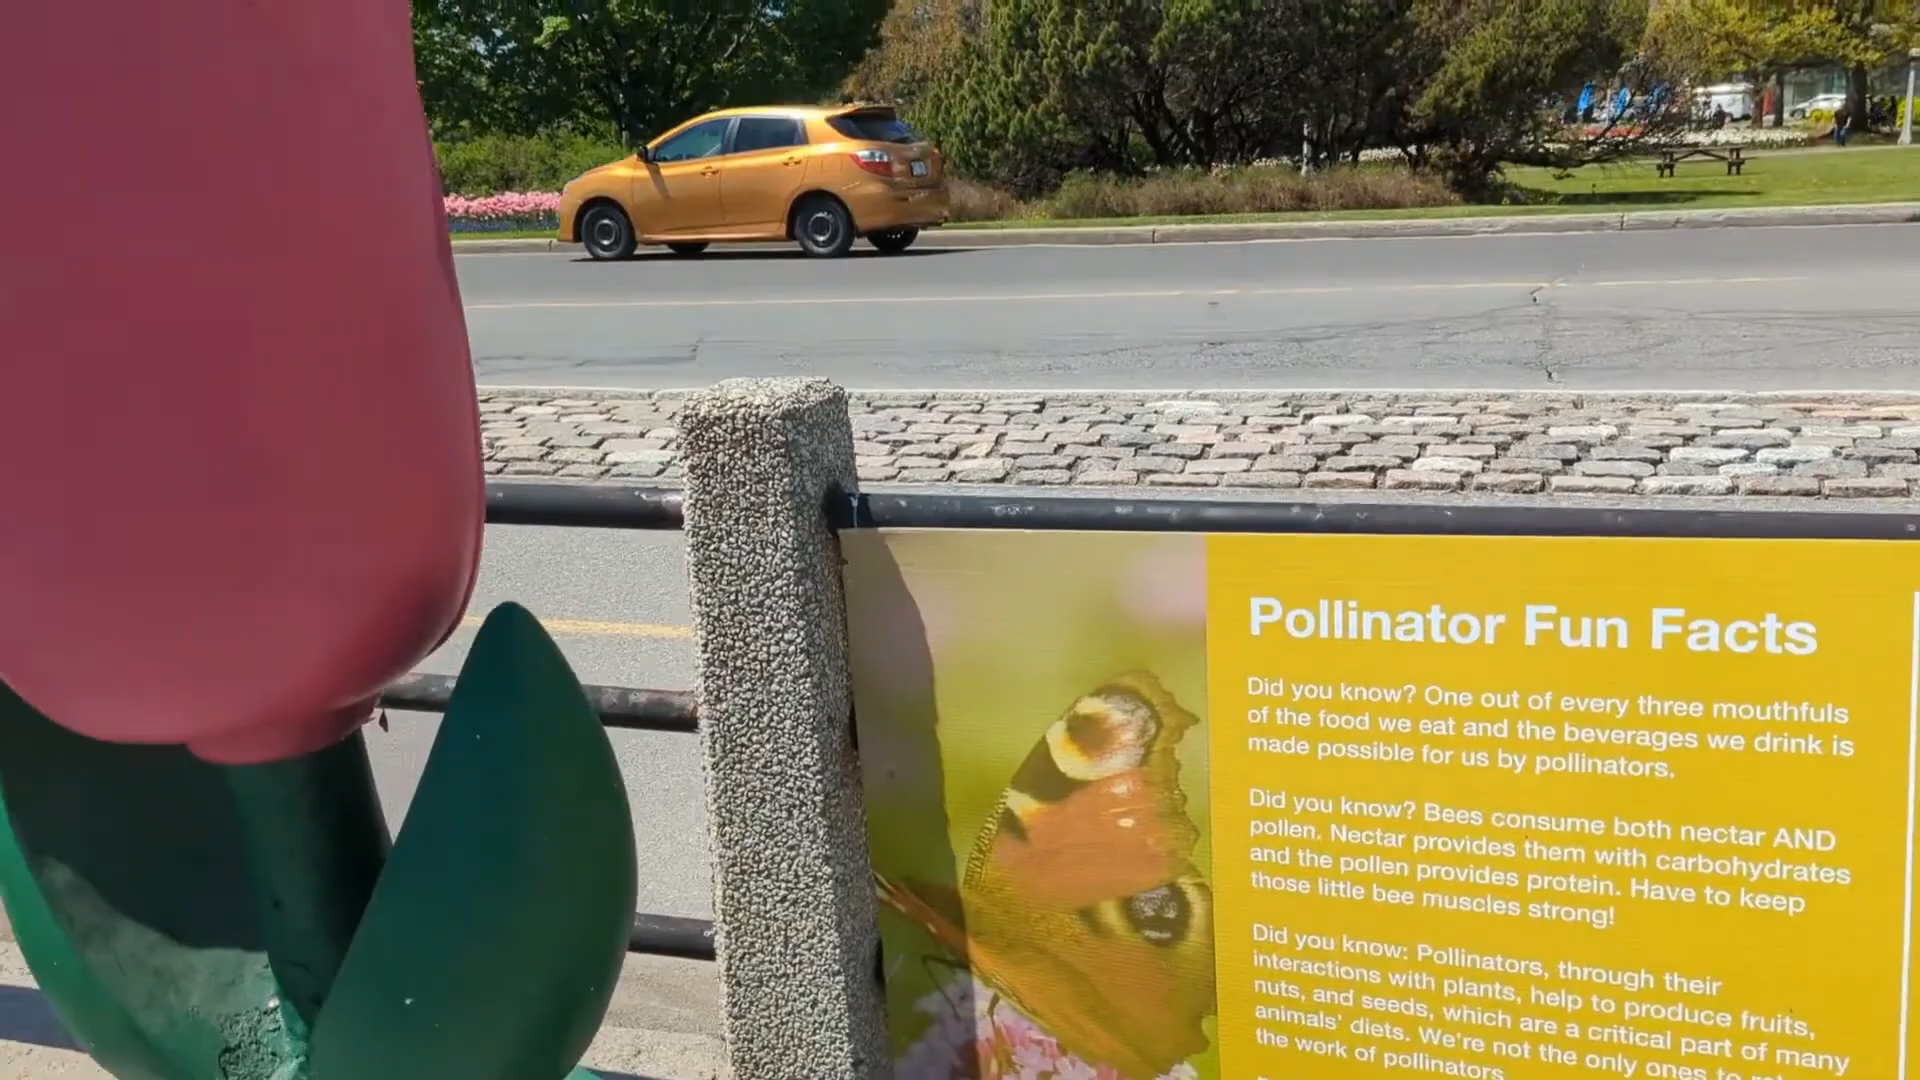 Pollinator Fun Facts
Did you know? One out of every three mouthfuls
of the food we eat and the beverages we drink is
made possible for us by pollinators.
Did you know? Bees consume both nectar AND
pollen. Nectar provides them with carbohydrates
and the pollen provides protein. Have to keep
those little bee muscles strong!
Did you know: Pollinators, through their
interactions with plants, help to produce fruits,
nuts, and seeds, which are a critical part of many
animals' diets. We're not the only ones to
the work of pollinators